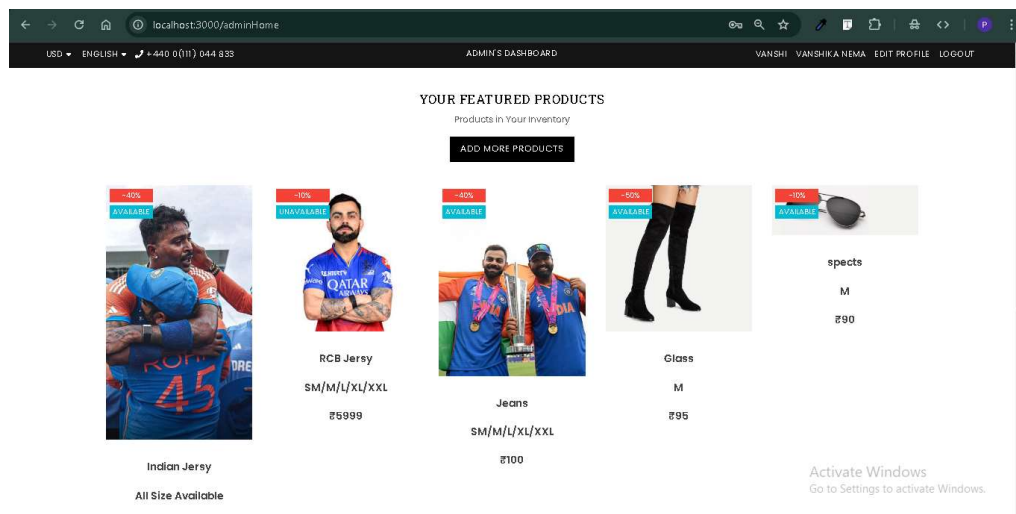 localhost:3000/adminHome
P
USD ENGLISH +440 0(111) 044 833 ADMIN'S DASHBOARD VANSHI VANSHIKA NEMA EDIT PROFILE LOGOUT
YOUR FEATURED PRODUCTS
Products in Your Inventory
ADD MORE PRODUCTS
-40%
AVAILABLE
45
Indian Jersy
All Size Available
-10%
UNAVAILABLE
QATAR
AIRWAYS
RCB Jersy
SM/M/L/XL/XXL
₹5999
-40%
AVAILABLE
Jeans
SM/M/L/XL/XXL
₹100
-50%
AVAILABLE
Glass
M
₹95
-10%
AVAILABLE
spects
M
₹90
Activate Windows
Go to Settings to activate Windows.